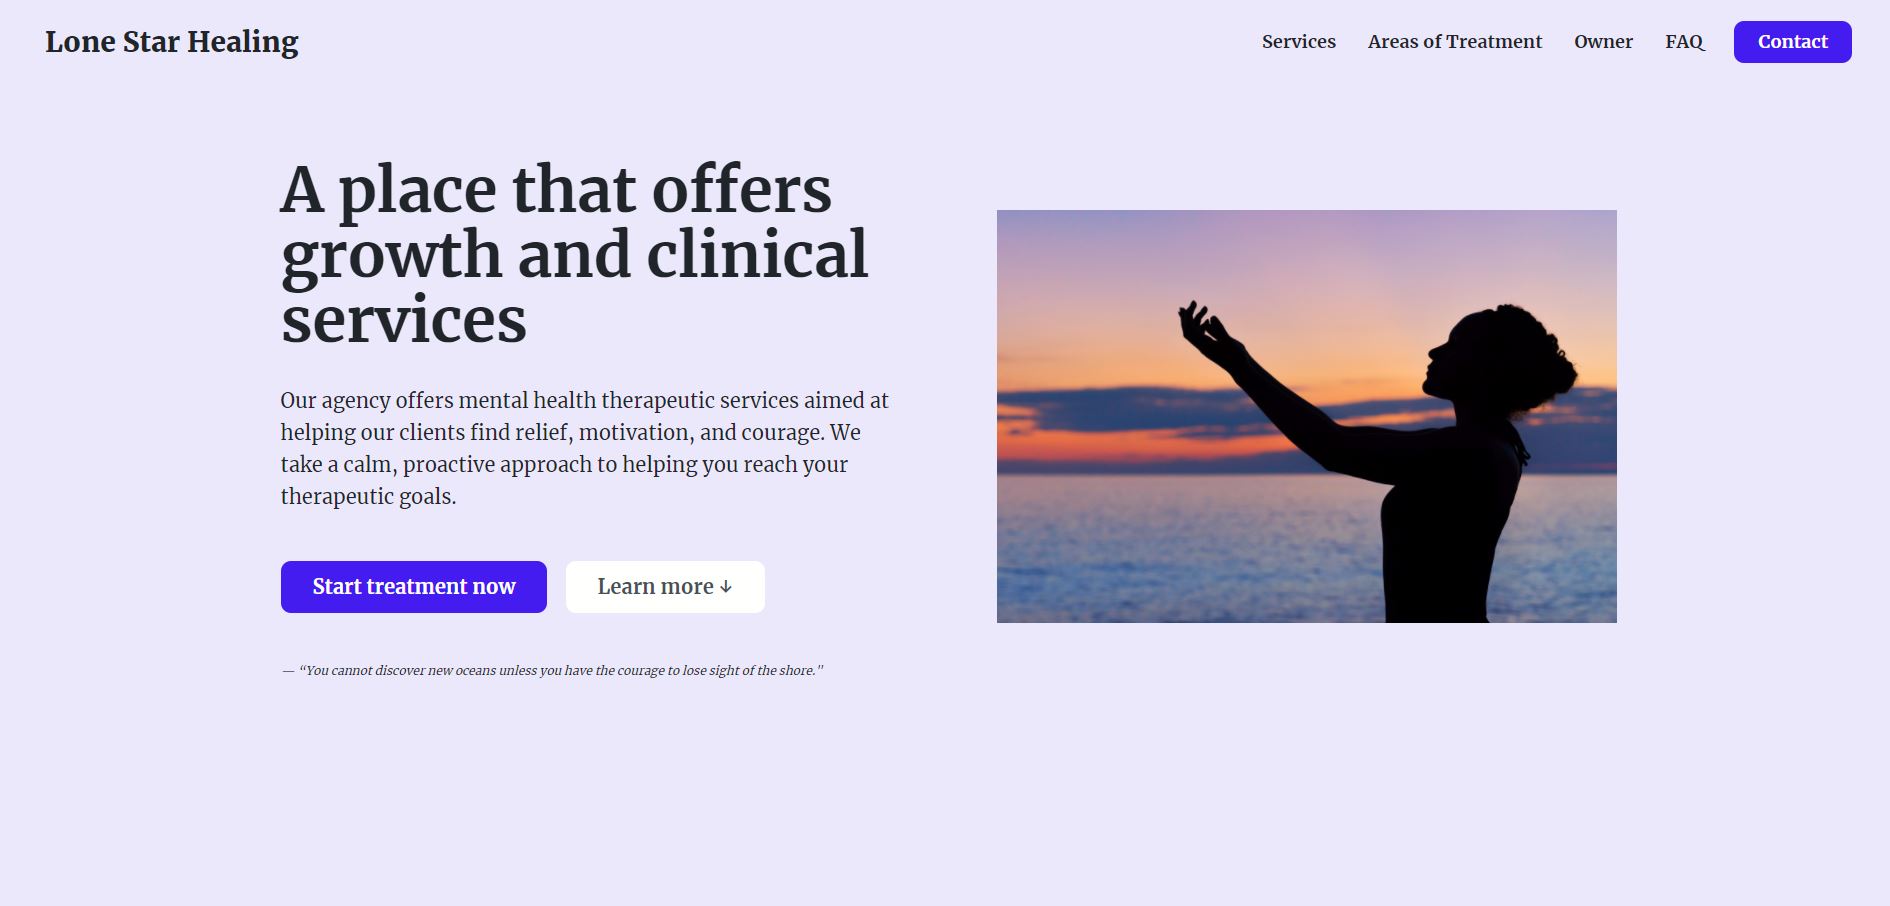 Lone Star Healing
Services
Areas of Treatment
Owner
FAQ
Contact
A place that offers
growth and clinical
services
Our agency offers mental health therapeutic services aimed at
helping our clients find relief, motivation, and courage. We
take a calm, proactive approach to helping you reach your
therapeutic goals.
Start treatment now
Learn more ↓
— “You cannot discover new oceans unless you have the courage to lose sight of the shore."